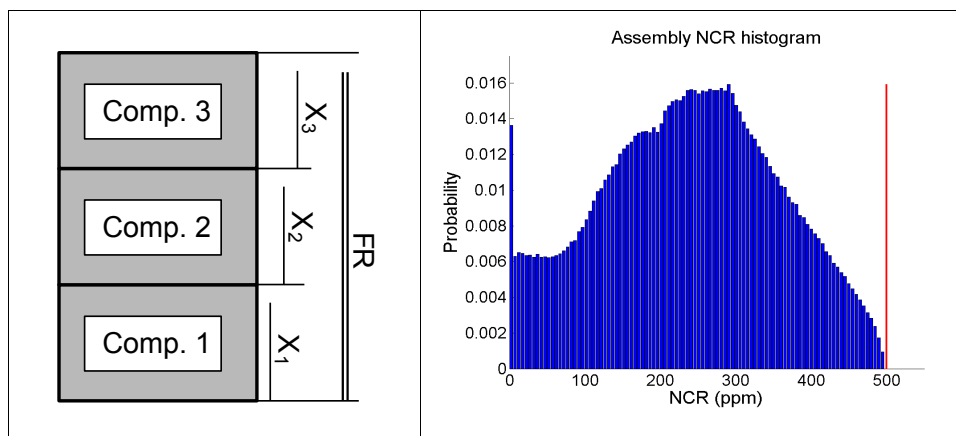 Comp. 3
X3
Comp. 2
X2
FR
Comp. 1
X1
Assembly NCR histogram
Probability
0.016
0.014
0.012
0.01
0.008
0.006
0.004
0.002
0
0 100 200 300 400 500
NCR (ppm)